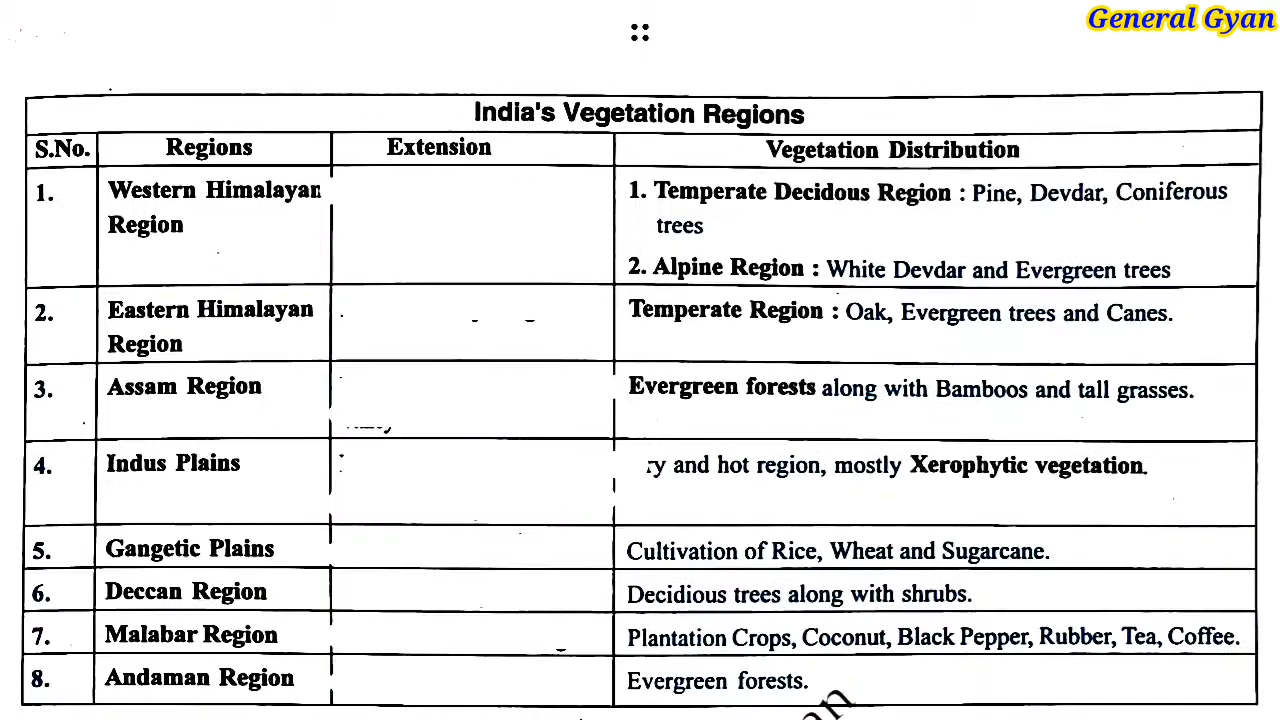 General Gyan
::
India's Vegetation Regions
S.No. Regions Extension Vegetation Distribution
1. Western Himalayan Region 1. Temperate Decidous Region : Pine, Devdar, Coniferous
trees
2. Alpine Region : White Devdar and Evergreen trees
2. Eastern Himalayan Region Temperate Region : Oak, Evergreen trees and Canes.
3. Assam Region Evergreen forests along with Bamboos and tall grasses.
4. Indus Plains ry and hot region, mostly Xerophytic vegetation.
5. Gangetic Plains Cultivation of Rice, Wheat and Sugarcane.
6. Deccan Region Decidious trees along with shrubs.
7. Malabar Region Plantation Crops, Coconut, Black Pepper, Rubber, Tea, Coffee.
8. Andaman Region Evergreen forests.